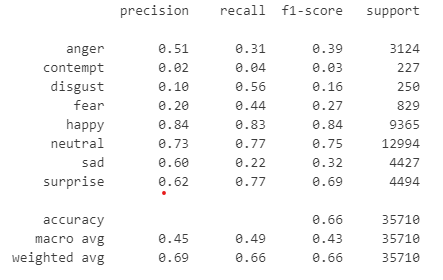 precision recall f1-score support
anger 0.51 0.31 0.39 3124
contempt 0.02 0.04 0.03 227
disgust 0.10 0.56 0.16 250
fear 0.20 0.44 0.27 829
happy 0.84 0.83 0.84 9365
neutral 0.73 0.77 0.75 12994
sad 0.60 0.22 0.32 4427
surprise 0.62 0.77 0.69 4494
accuracy 0.66 35710
macro avg 0.45 0.49 0.43 35710
weighted avg 0.69 0.66 0.66 35710